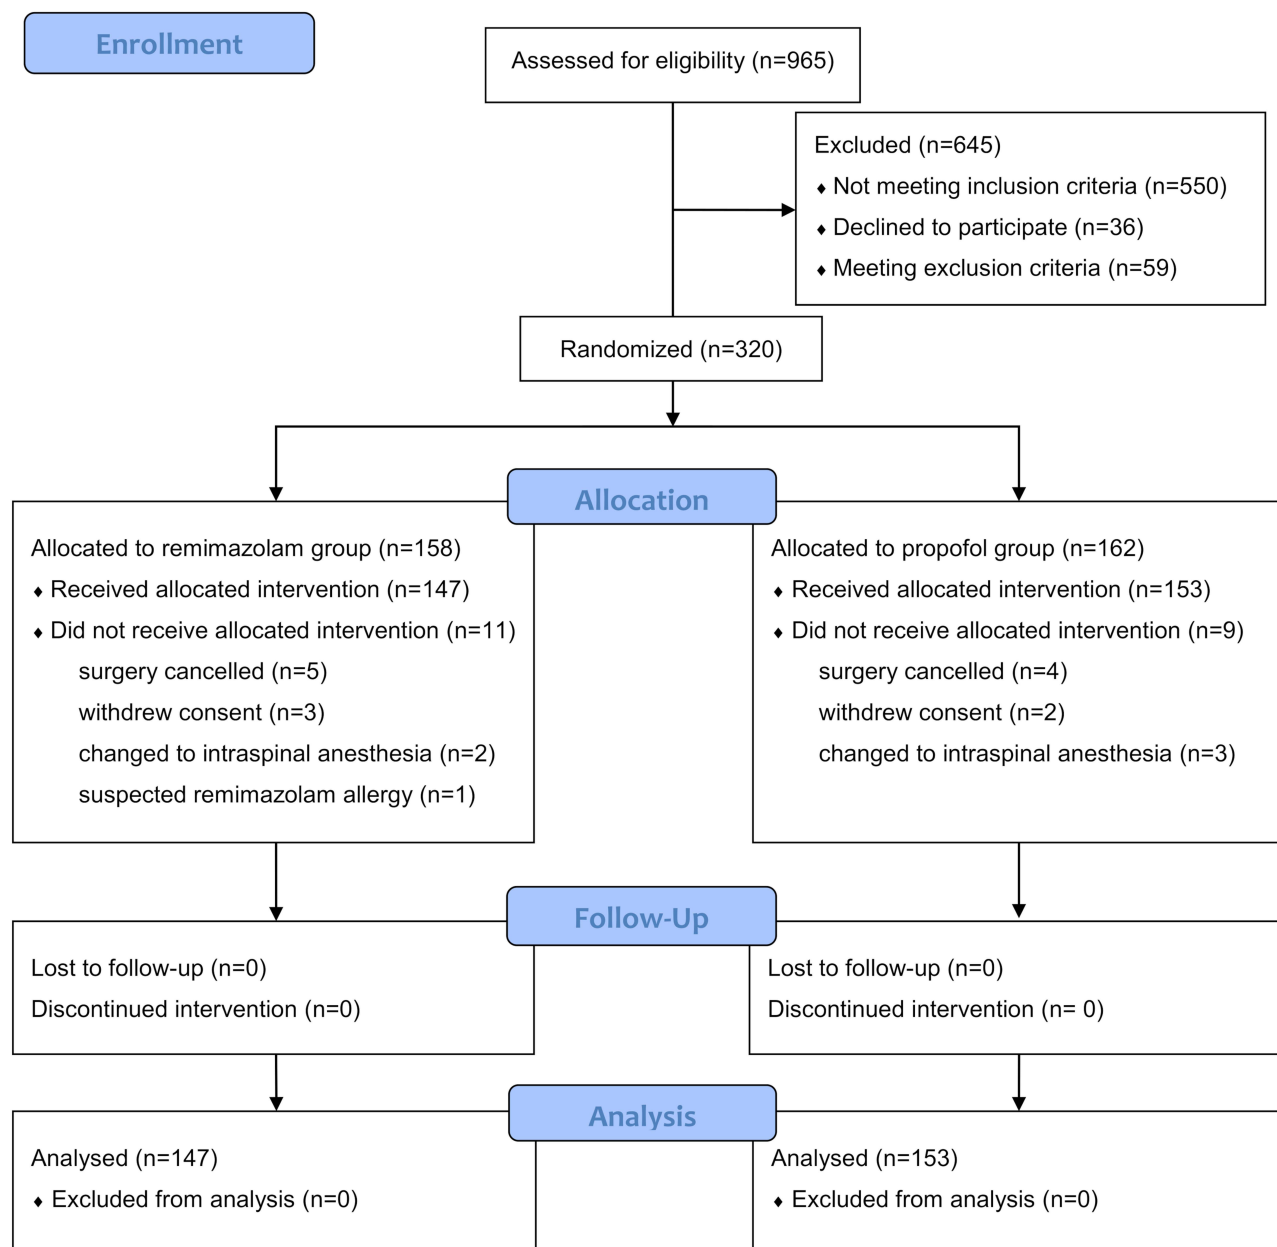 Enrollment
Assessed for eligibility (n=965)
Excluded (n=645)
♦ Not meeting inclusion criteria (n=550)
♦ Declined to participate (n=36)
♦ Meeting exclusion criteria (n=59)
Randomized (n=320)
Allocation
Allocated to remimazolam group (n=158)
♦ Received allocated intervention (n=147)
♦ Did not receive allocated intervention (n=11)
surgery cancelled (n=5)
withdrew consent (n=3)
changed to intraspinal anesthesia (n=2)
suspected remimazolam allergy (n=1)
Allocated to propofol group (n=162)
♦ Received allocated intervention (n=153)
♦ Did not receive allocated intervention (n=9)
surgery cancelled (n=4)
withdrew consent (n=2)
changed to intraspinal anesthesia (n=3)
Follow-Up
Lost to follow-up (n=0)
Discontinued intervention (n=0)
Lost to follow-up (n=0)
Discontinued intervention (n= 0)
Analysis
Analysed (n=147)
♦ Excluded from analysis (n=0)
Analysed (n=153)
♦ Excluded from analysis (n=0)